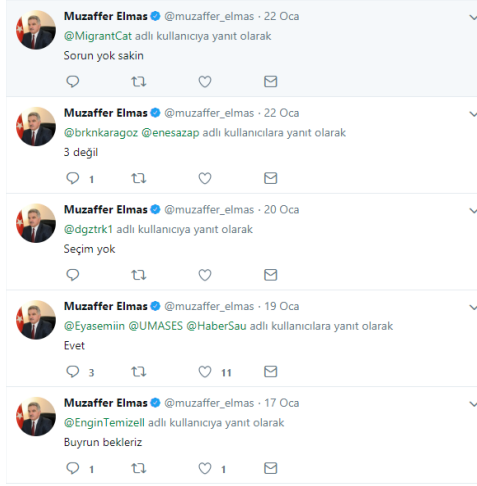 Muzaffer Elmas @muzaffer_elmas · 22 Oca
@MigrantCat adlı kullanıcıya yanıt olarak
Sorun yok sakin
Muzaffer Elmas @muzaffer_elmas · 22 Oca
@brknkaragoz @enesazap adlı kullanıcılara yanıt olarak
3 değil
1
Muzaffer Elmas @muzaffer_elmas · 20 Oca
@dgztrk1 adlı kullanıcıya yanıt olarak
Seçim yok
Muzaffer Elmas @muzaffer_elmas · 19 Oca
@Eyasemiin @UMASES @HaberSau adlı kullanıcılara yanıt olarak
Evet
3 11
Muzaffer Elmas @muzaffer_elmas · 17 Oca
@EnginTemizell adlı kullanıcıya yanıt olarak
Buyrun bekleriz
1 1